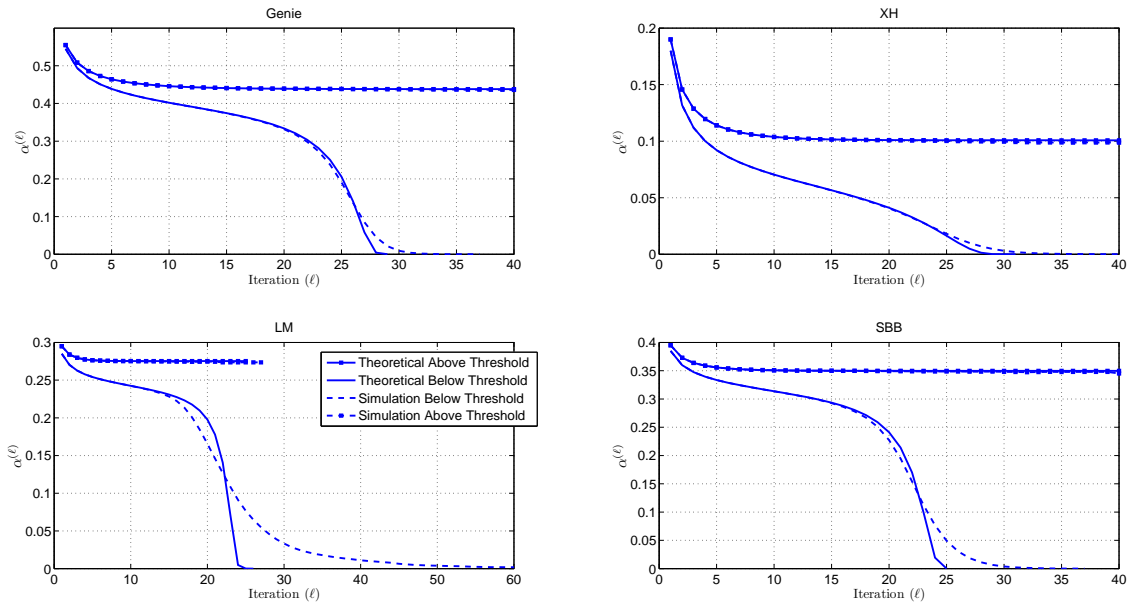 Genie
0.5
0.4
0.3
0.2
0.1
0
α^(ℓ)
0 5 10 15 20 25 30 35 40
Iteration (ℓ)
XH
0.2
0.15
0.1
0.05
0
α^(ℓ)
0 5 10 15 20 25 30 35 40
Iteration (ℓ)
LM
0.3
0.25
0.2
0.15
0.1
0.05
0
α^(ℓ)
0 10 20 30 40 50 60
Iteration (ℓ)
Theoretical Above Threshold
Theoretical Below Threshold
Simulation Below Threshold
Simulation Above Threshold
SBB
0.4
0.35
0.3
0.25
0.2
0.15
0.1
0.05
0
α^(ℓ)
0 5 10 15 20 25 30 35 40
Iteration (ℓ)